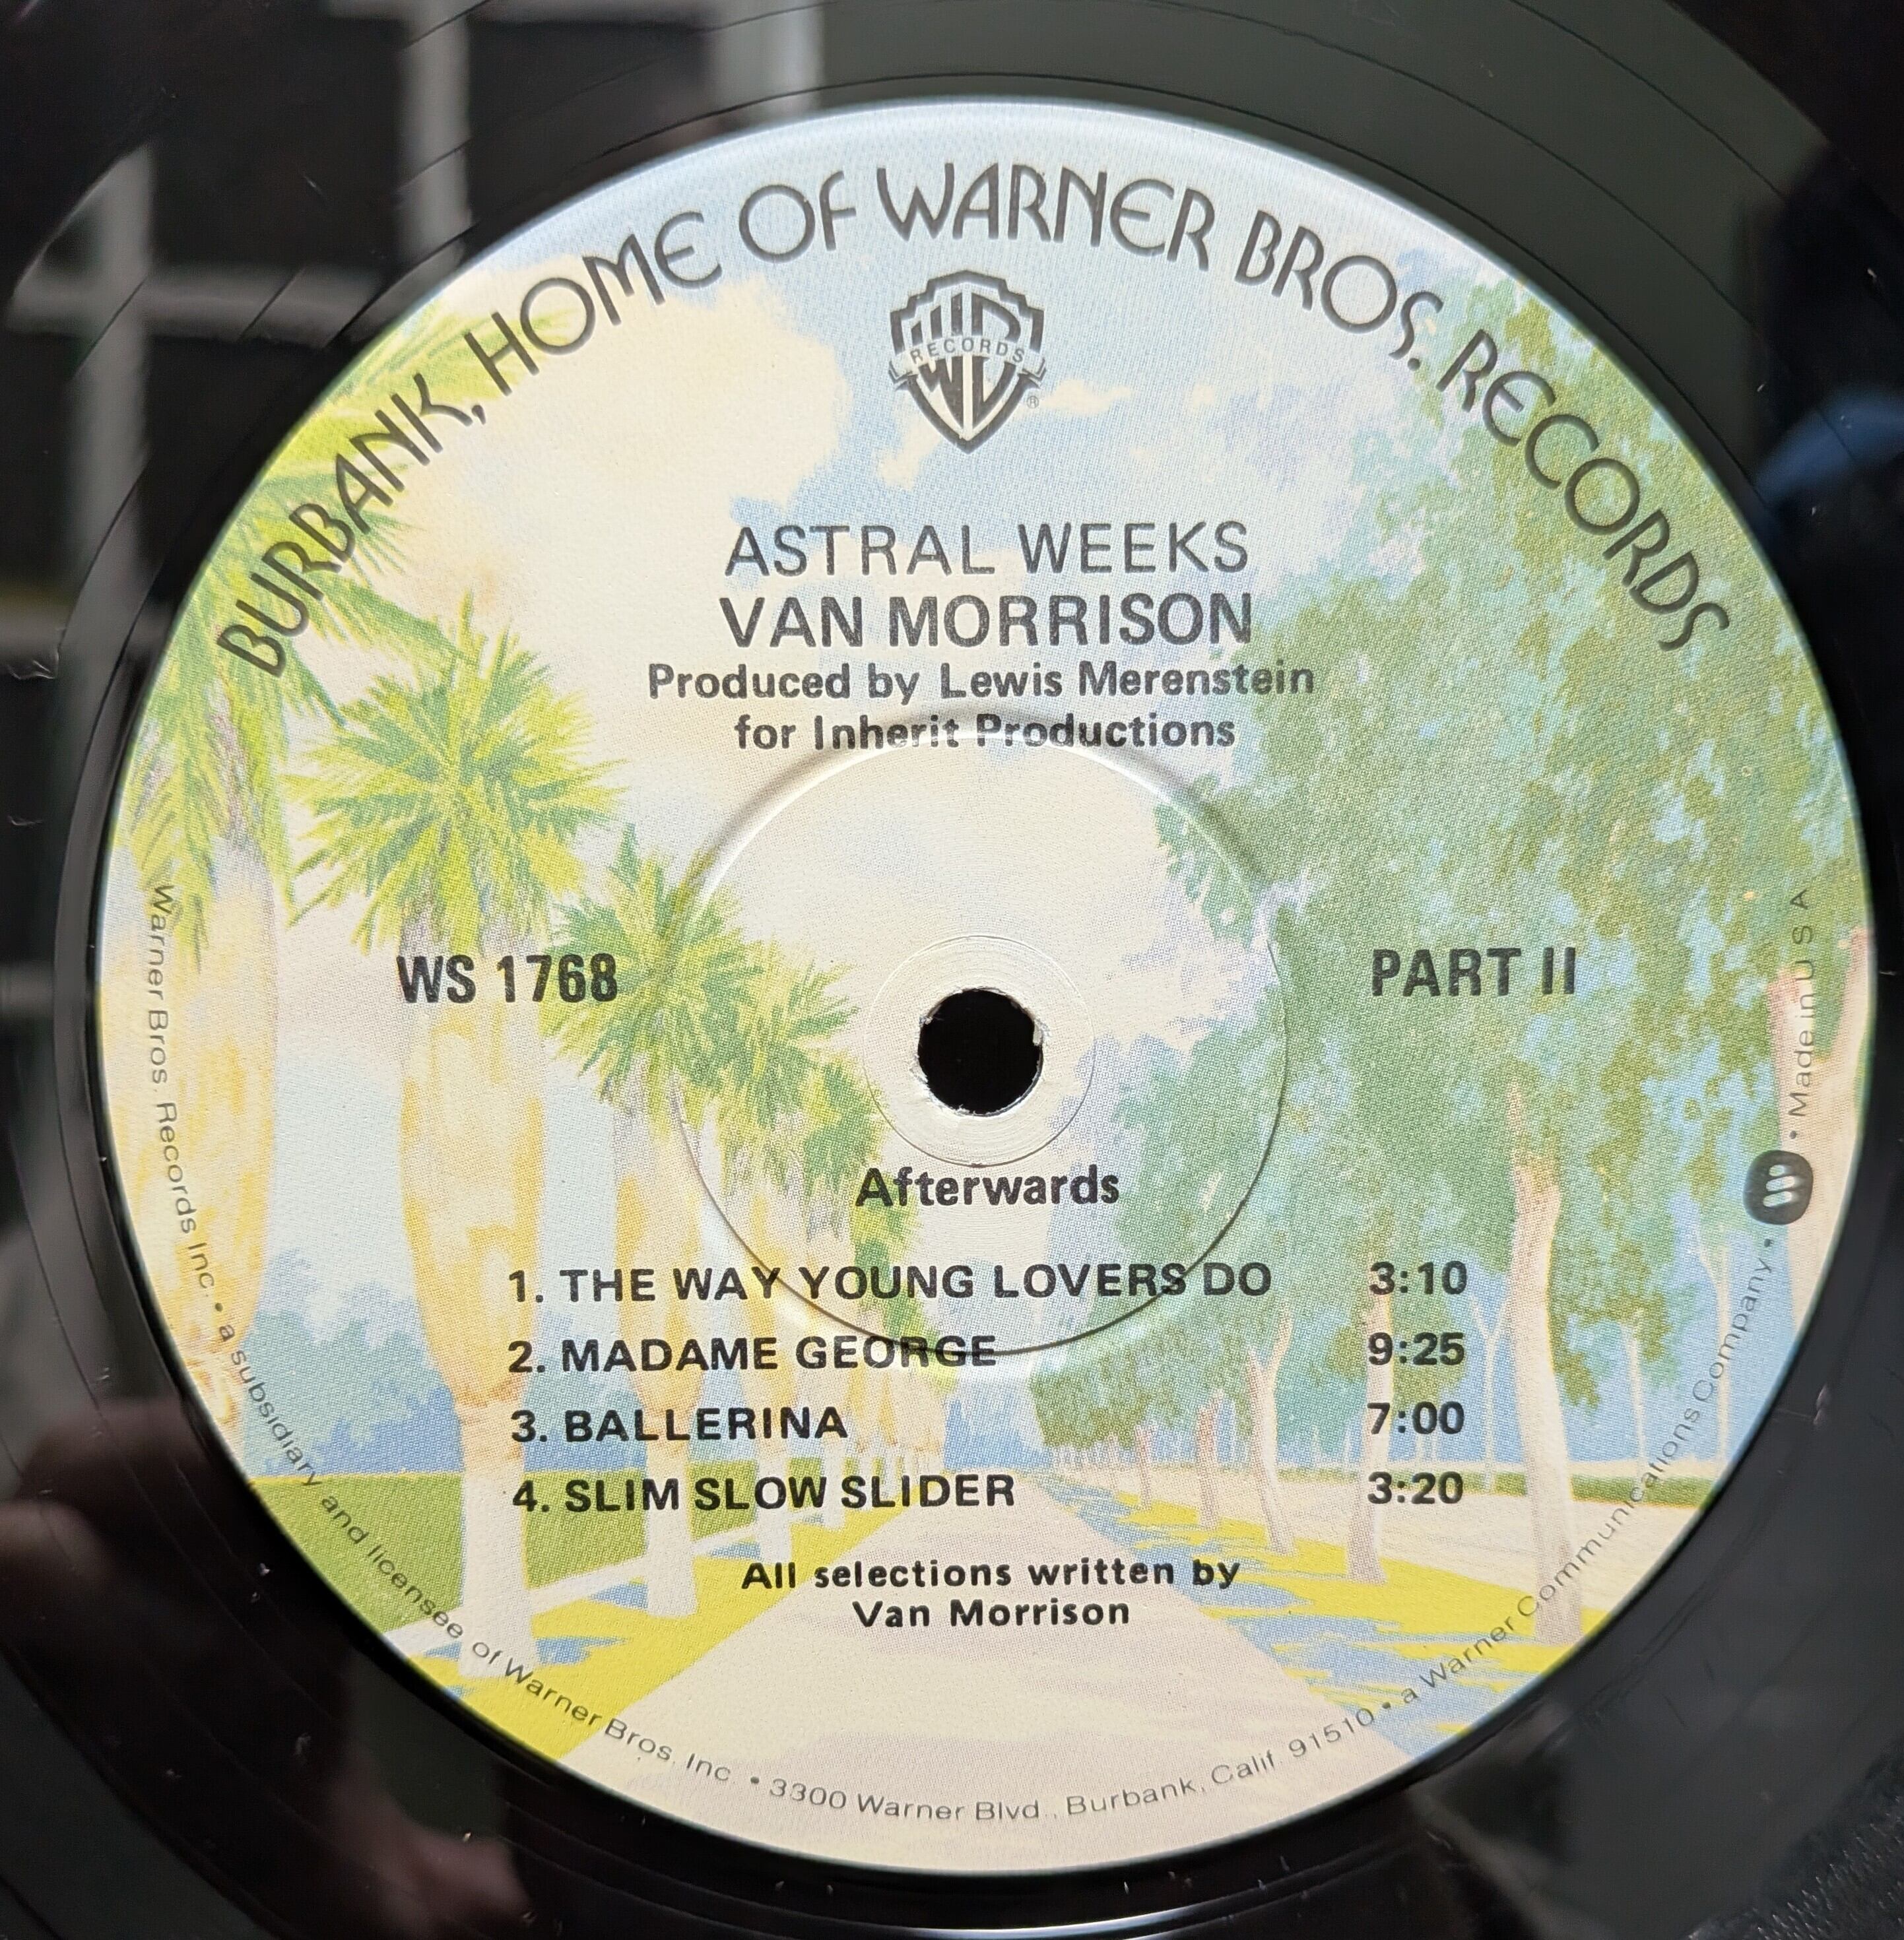 BURBANK, HOME OF WARNER BROS. RECORDS
RECORDS
®
ASTRAL WEEKS
VAN MORRISON
Produced by Lewis Merenstein
for Inherit Productions
WS 1768
PART II
Afterwards
1. THE WAY YOUNG LOVERS DO 3:10
2. MADAME GEORGE 9:25
3. BALLERINA 7:00
4. SLIM SLOW SLIDER 3:20
All selections written by
Van Morrison
Warner Bros. Records Inc. • a subsidiary and licensee of Warner Bros. Inc. • 3300 Warner Blvd., Burbank, Calif. 91510 • a Warner Communications Company • • Made in U S A